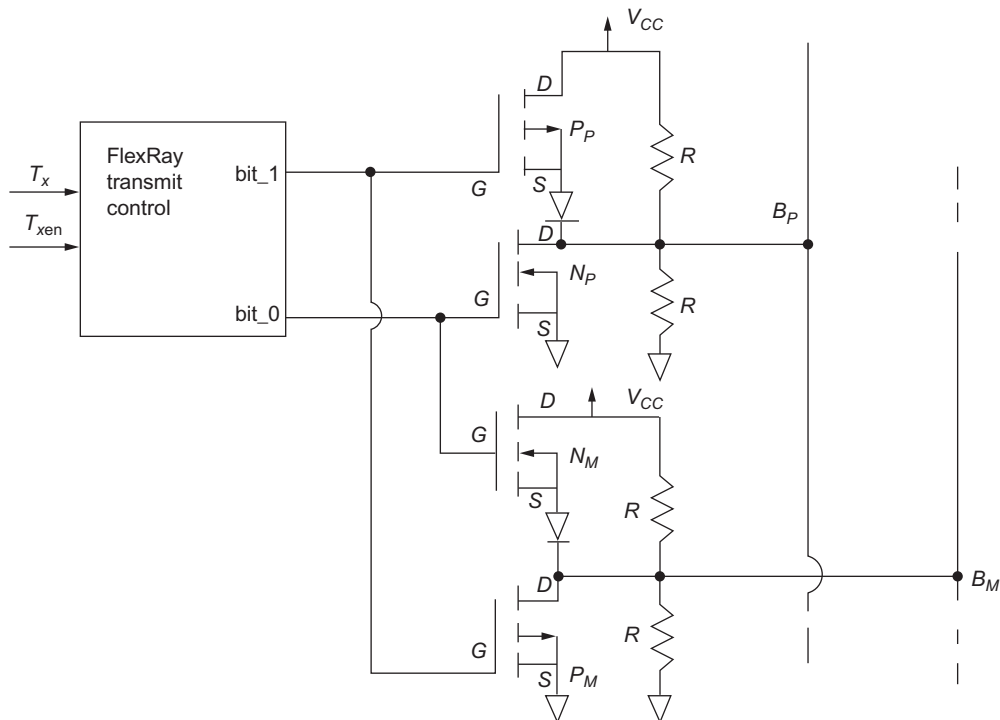 V_CC
D
FlexRay
transmit
control
bit_1
T_x
T_xen
bit_0
G
P_P
S
R
B_P
D
N_P
G
S
R
D
V_CC
G
N_M
S
R
D
B_M
G
R
S
P_M